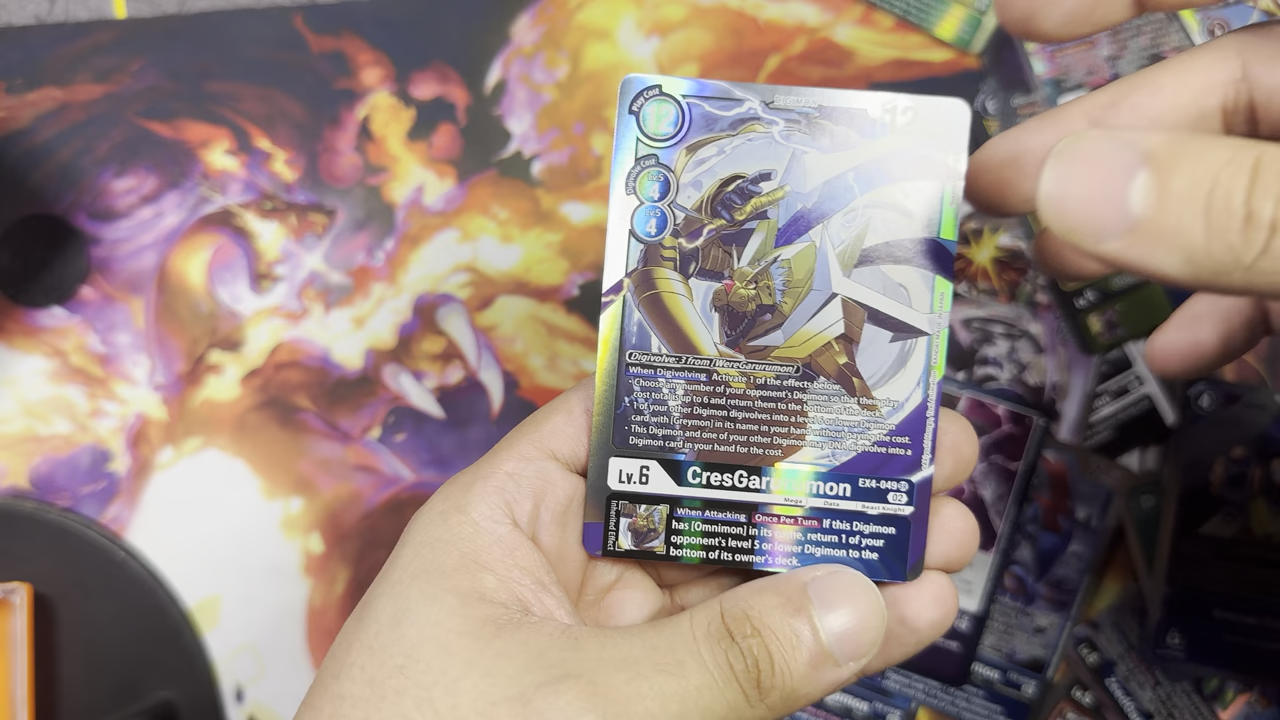 Play Cost
12
DIGIMON
Digivolve Cost
Lv.5
4
Lv.5
4
Digivolve: 3 from [WereGarurumon]
When Digivolving Activate 1 of the effects below:
• Choose any number of your opponent's Digimon so that their play
cost total is up to 6 and return them to the bottom of the deck.
• 1 of your other Digimon digivolves into a level 6 or lower Digimon
card with [Greymon] in its name in your hand without paying the cost.
• This Digimon and one of your other Digimon may DNA digivolve into a
Digimon card in your hand for the cost.
Lv.6
CresGarurumon
EX4-049 SR
02
Mega Data Beast Knight
Inherited Effect
When Attacking Once Per Turn If this Digimon
has [Omnimon] in its name, return 1 of your
opponent's level 5 or lower Digimon to the
bottom of its owner's deck.